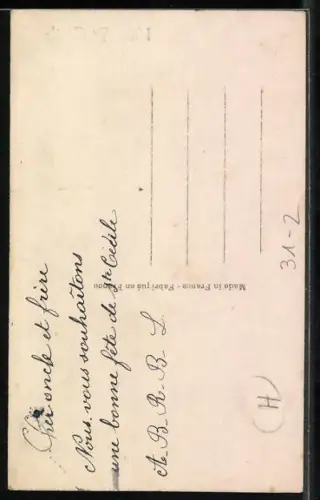 Cher oncle et frère
Nous vous souhaitons
une bonne fête de Ste Cécile
A. B. R. B. L.
Made in France - Fabriqué en France
31-2
(H)